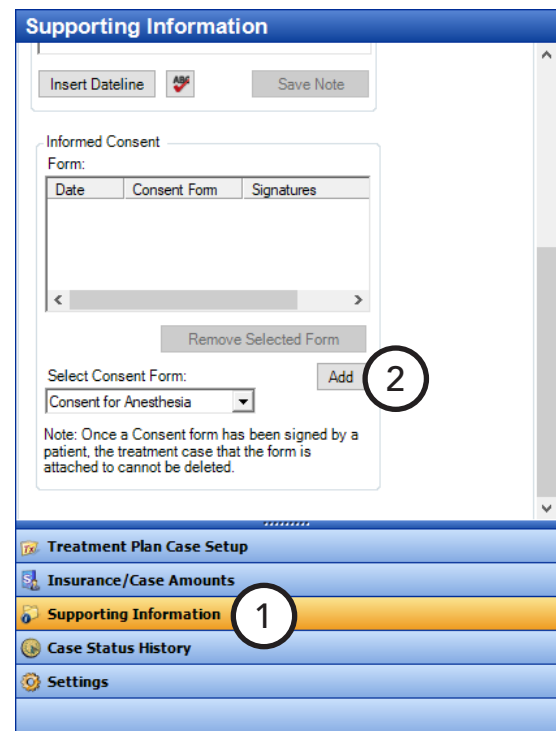 Supporting Information
Insert Dateline ABC Save Note
Informed Consent
Form:
Date Consent Form Signatures
Remove Selected Form
Select Consent Form: Add 2
Consent for Anesthesia
Note: Once a Consent form has been signed by a
patient, the treatment case that the form is
attached to cannot be deleted.
Treatment Plan Case Setup
Insurance/Case Amounts
Supporting Information 1
Case Status History
Settings